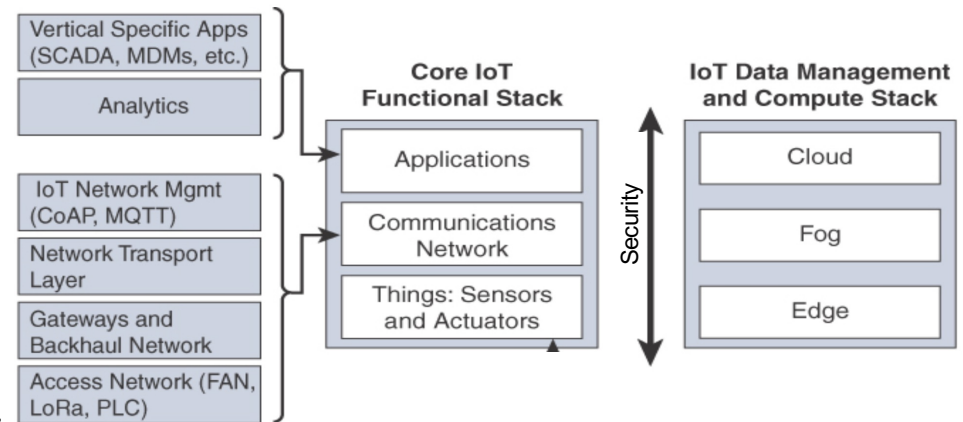 Vertical Specific Apps
(SCADA, MDMs, etc.)
Analytics
IoT Network Mgmt
(CoAP, MQTT)
Network Transport
Layer
Gateways and
Backhaul Network
Access Network (FAN,
LoRa, PLC)
Core IoT
Functional Stack
Applications
Communications
Network
Things: Sensors
and Actuators
Security
IoT Data Management
and Compute Stack
Cloud
Fog
Edge